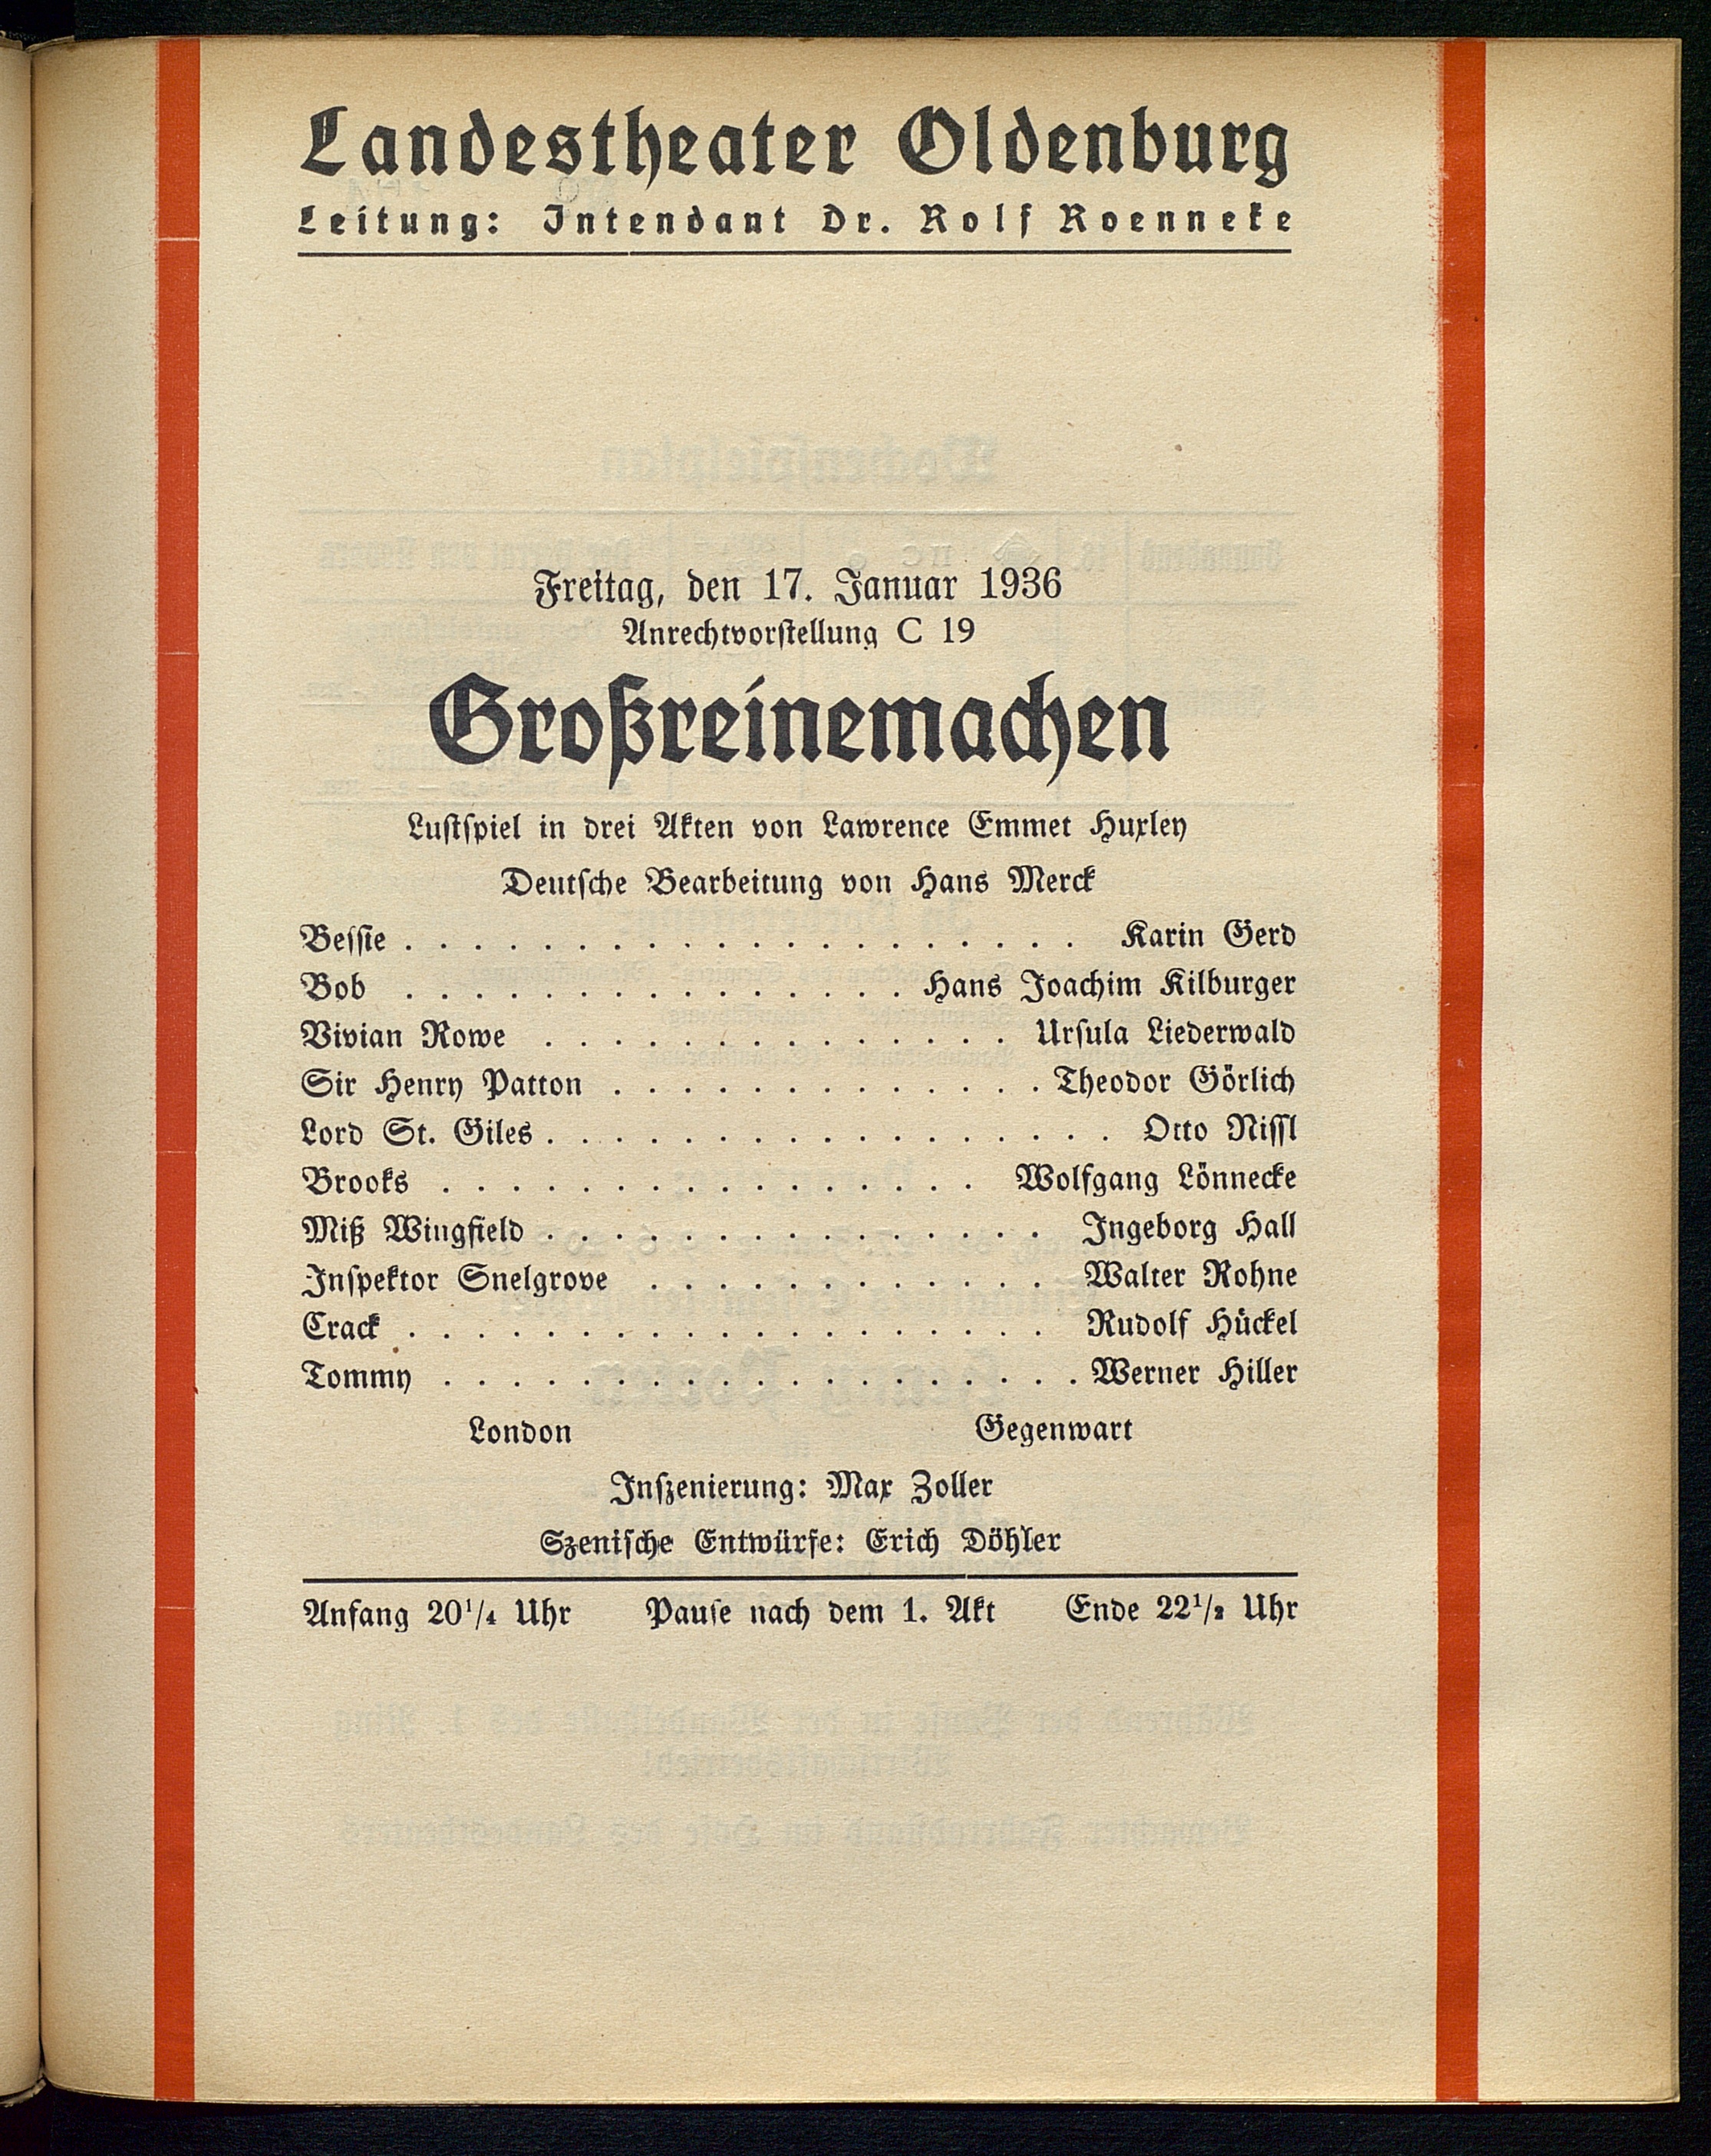 Landestheater Oldenburg
Leitung: Intendant Dr. Rolf Roenneke
Freitag, den 17. Januar 1936
Anrechtvorstellung C 19
Großreinemachen
Lustspiel in drei Akten von Lawrence Emmet Huxley
Deutsche Bearbeitung von Hans Merck
Bessie . . . . . . . . . . . . . . . . . . . . Karin Gerd
Bob . . . . . . . . . . . . . . . Hans Joachim Kilburger
Vivian Rowe . . . . . . . . . . . . . . Ursula Liederwald
Sir Henry Patton . . . . . . . . . . . . . Theodor Görlich
Lord St. Giles . . . . . . . . . . . . . . . . . Otto Nissl
Brooks . . . . . . . . . . . . . . . . Wolfgang Lönnecke
Miß Wingfield . . . . . . . . . . . . . . . Ingeborg Hall
Inspektor Snelgrove . . . . . . . . . . . . Walter Rohne
Crack . . . . . . . . . . . . . . . . . . . Rudolf Hückel
Tommy . . . . . . . . . . . . . . . . . . . Werner Hiller
London Gegenwart
Inszenierung: Max Zoller
Szenische Entwürfe: Erich Döhler
Anfang 20¹/₄ Uhr Pause nach dem 1. Akt Ende 22¹/₂ Uhr